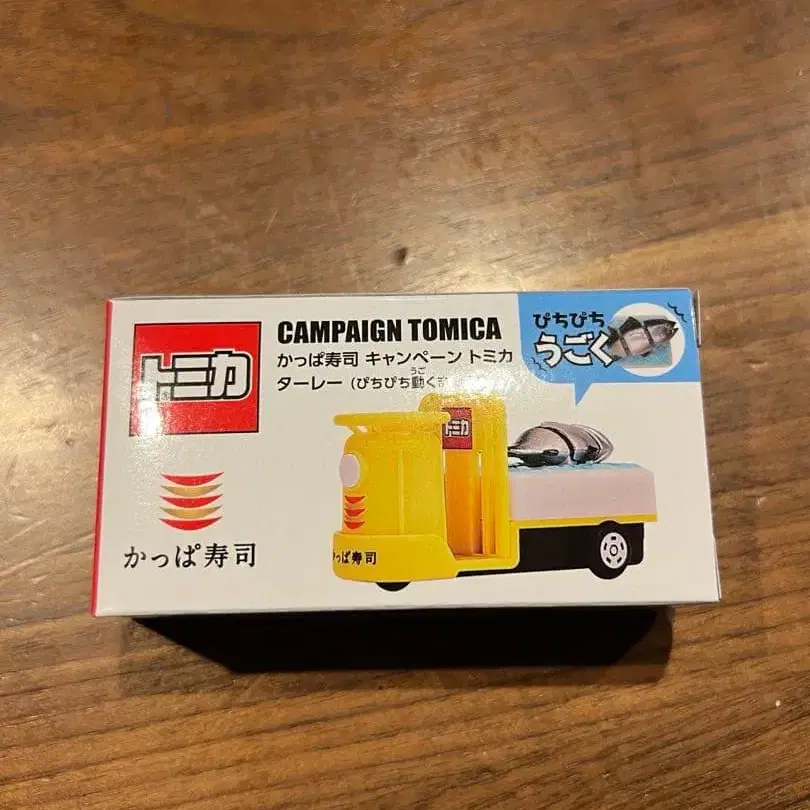 トミカ
CAMPAIGN TOMICA
かっぱ寿司 キャンペーン トミカ
うご
ターレー (ぴちぴち動く
ぴちぴち
うごく
かっぱ寿司
トミカ
かっぱ寿司